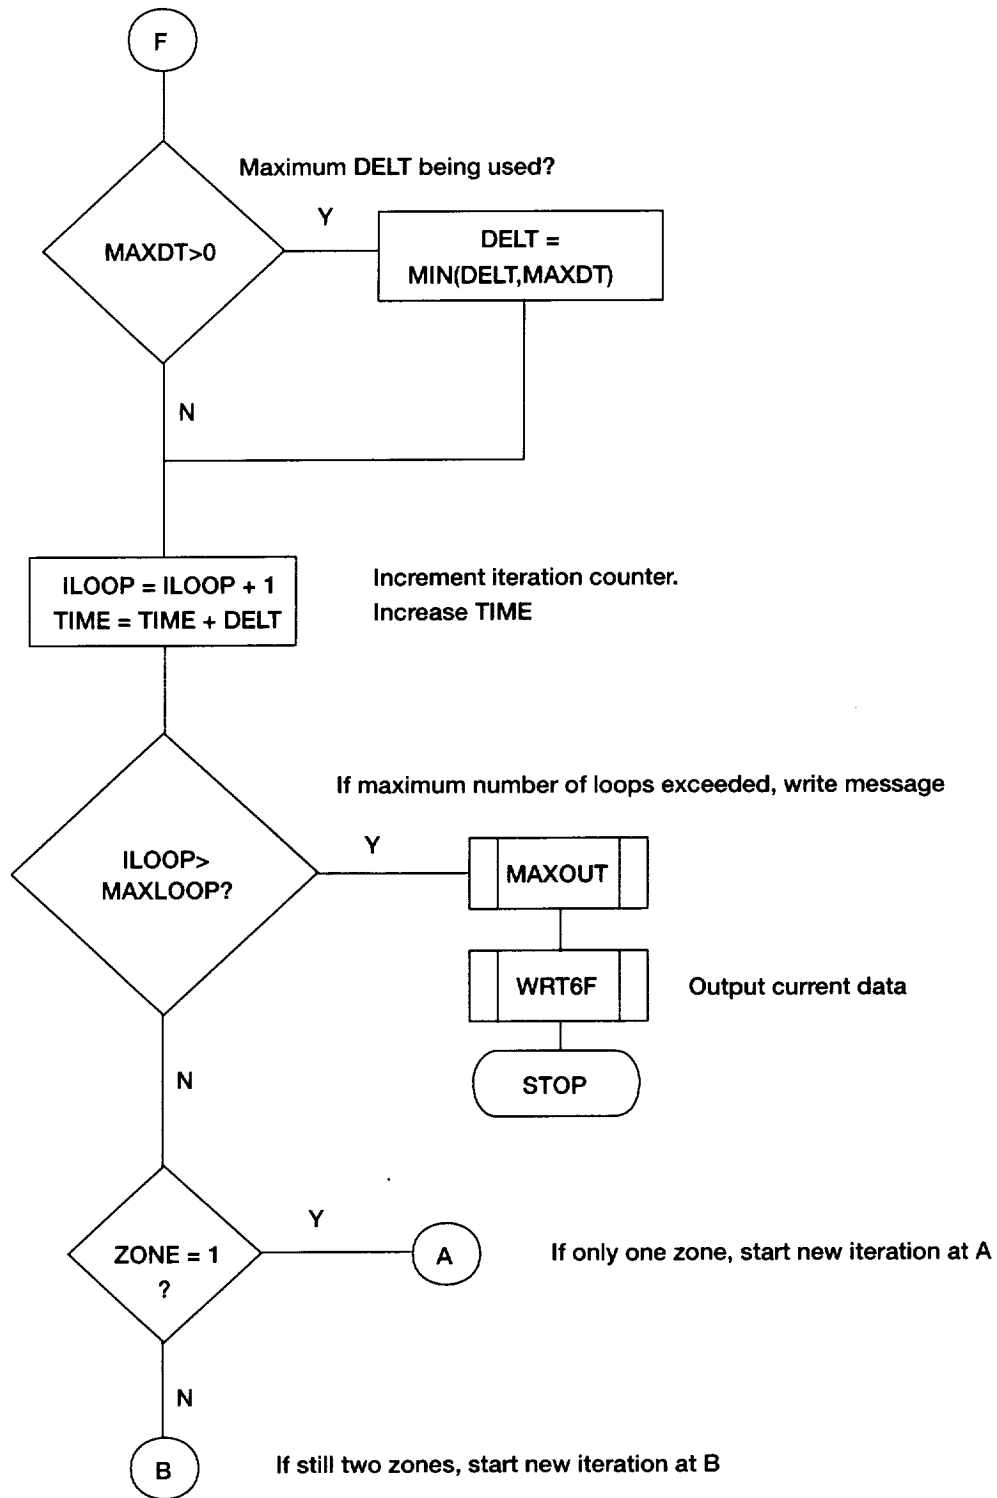 F
Maximum DELT being used?
Y
MAXDT>0
DELT =
MIN(DELT,MAXDT)
N
ILOOP = ILOOP + 1
TIME = TIME + DELT
Increment iteration counter.
Increase TIME
If maximum number of loops exceeded, write message
Y
ILOOP>
MAXLOOP?
MAXOUT
WRT6F
Output current data
STOP
N
Y
ZONE = 1
?
A
If only one zone, start new iteration at A
N
B
If still two zones, start new iteration at B